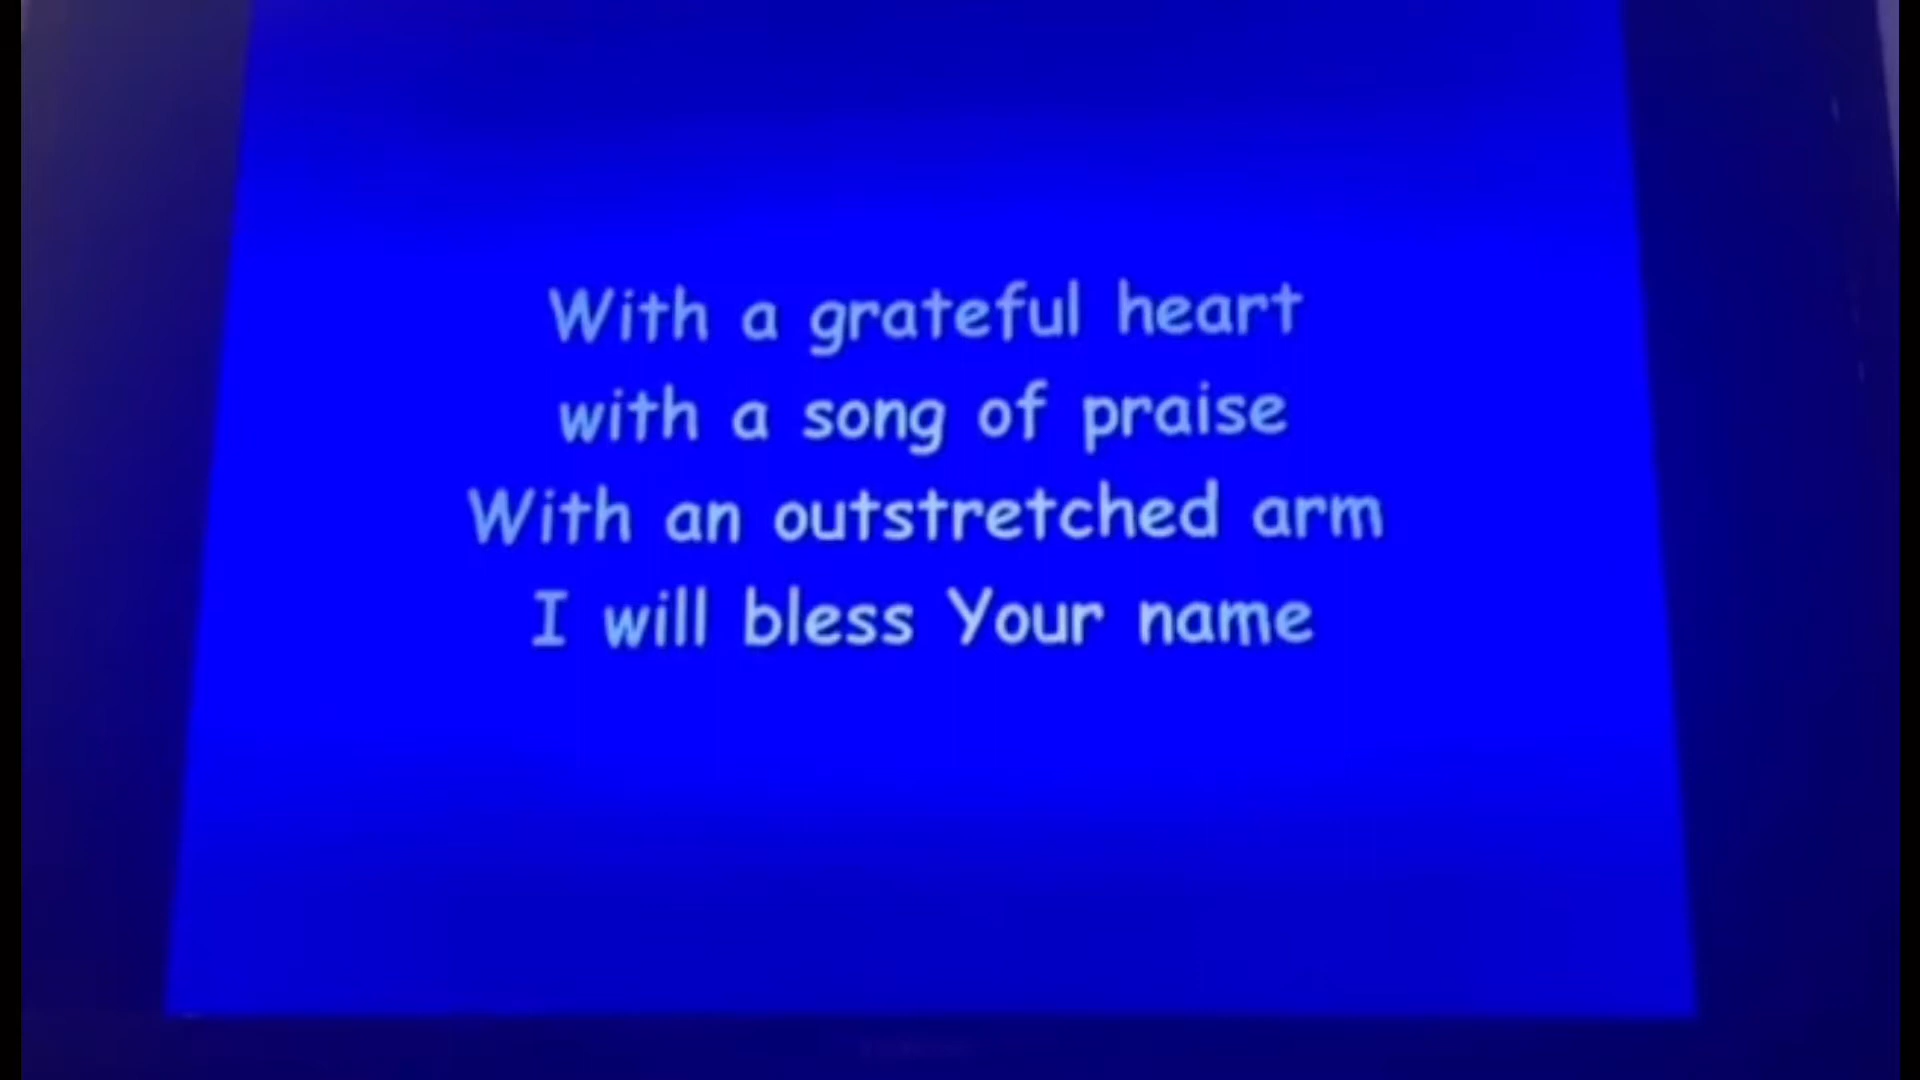 With a grateful heart
with a song of praise
With an outstretched arm
I will bless Your name